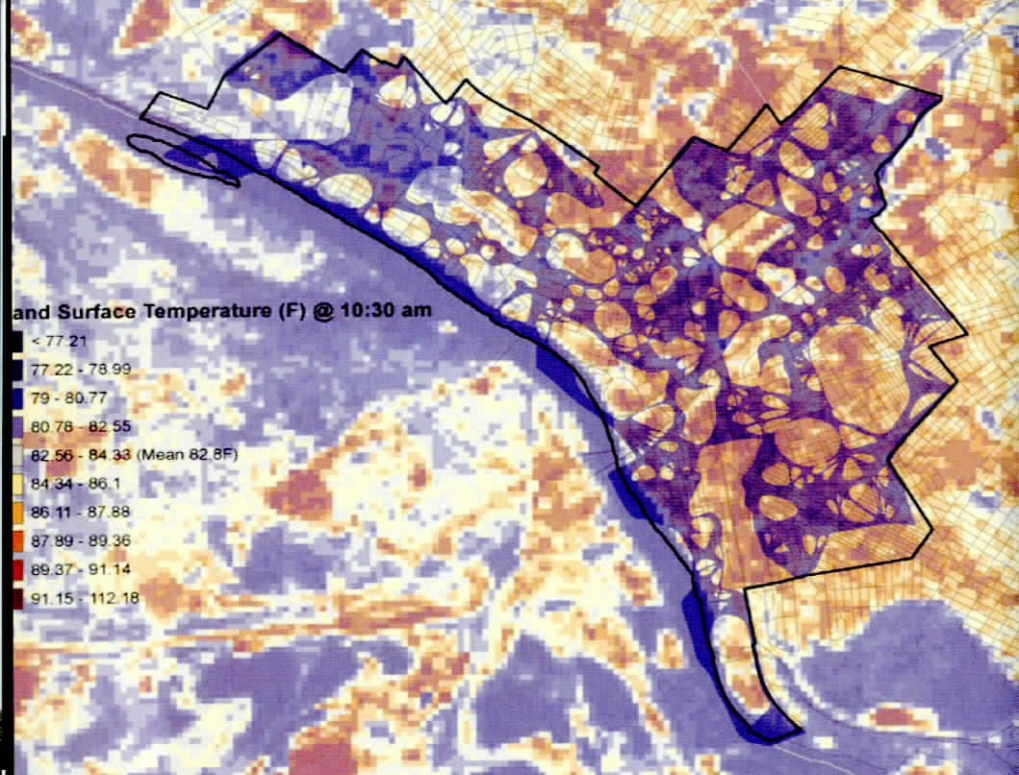 and Surface Temperature (F) @ 10:30 am
< 77.21
77.22 - 78.99
79 - 80.77
80.78 - 82.55
82.56 - 84.33 (Mean 82.8F)
84.34 - 86.1
86.11 - 87.88
87.89 - 89.36
89.37 - 91.14
91.15 - 112.18